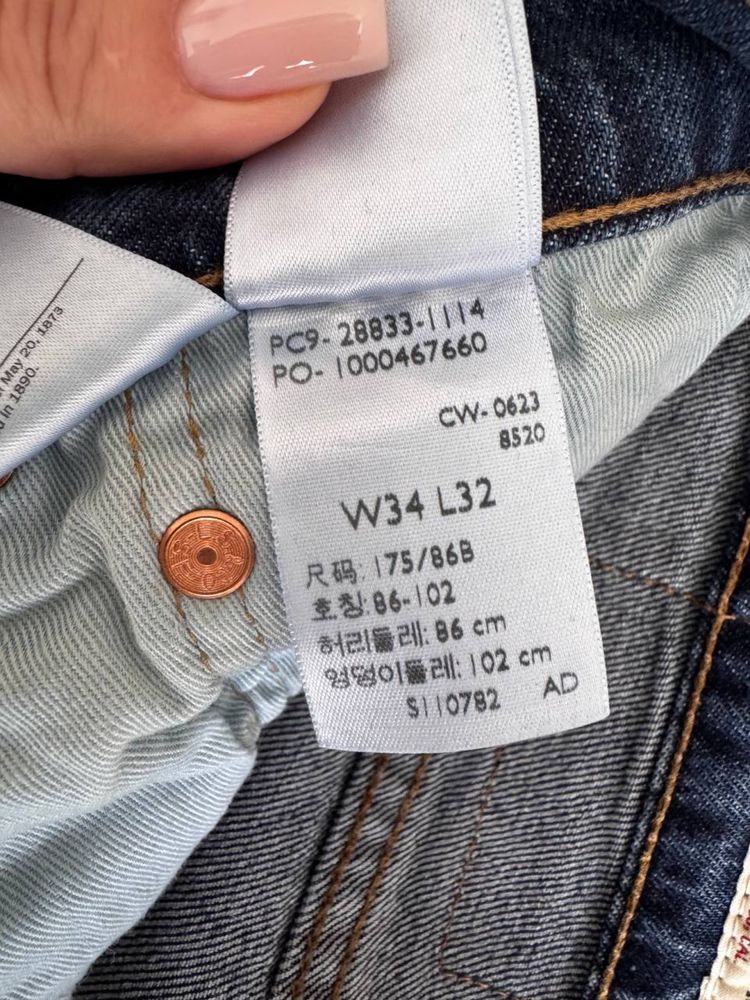 May 20, 1873
in 1890.
PC9- 28833-1114
PO- 1000467660
CW- 0623
8520
W34 L32
尺码: 175/86B
호칭: 86-102
허리둘레: 86 cm
엉덩이둘레: 102 cm
S110782 AD